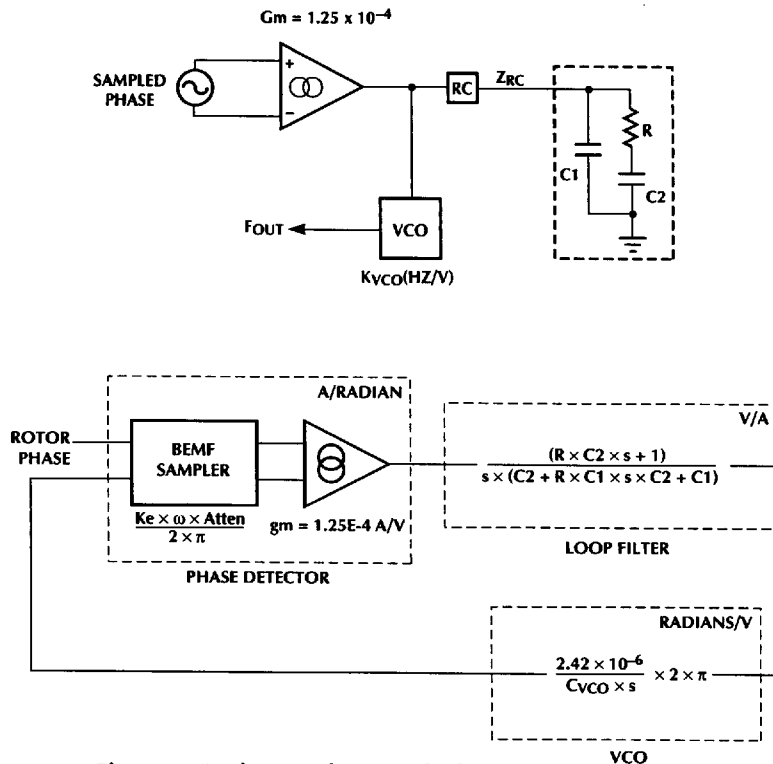 Gm = 1.25 x 10⁻⁴
SAMPLED PHASE
+
−
RC
ZRC
R
C1
C2
FOUT
VCO
KVCO(HZ/V)
A/RADIAN
V/A
ROTOR PHASE
BEMF SAMPLER
Ke × ω × Atten
2 × π
gm = 1.25E-4 A/V
PHASE DETECTOR
(R × C2 × s + 1)
s × (C2 + R × C1 × s × C2 + C1)
LOOP FILTER
RADIANS/V
2.42 × 10⁻⁶
CVCO × s
× 2 × π
VCO